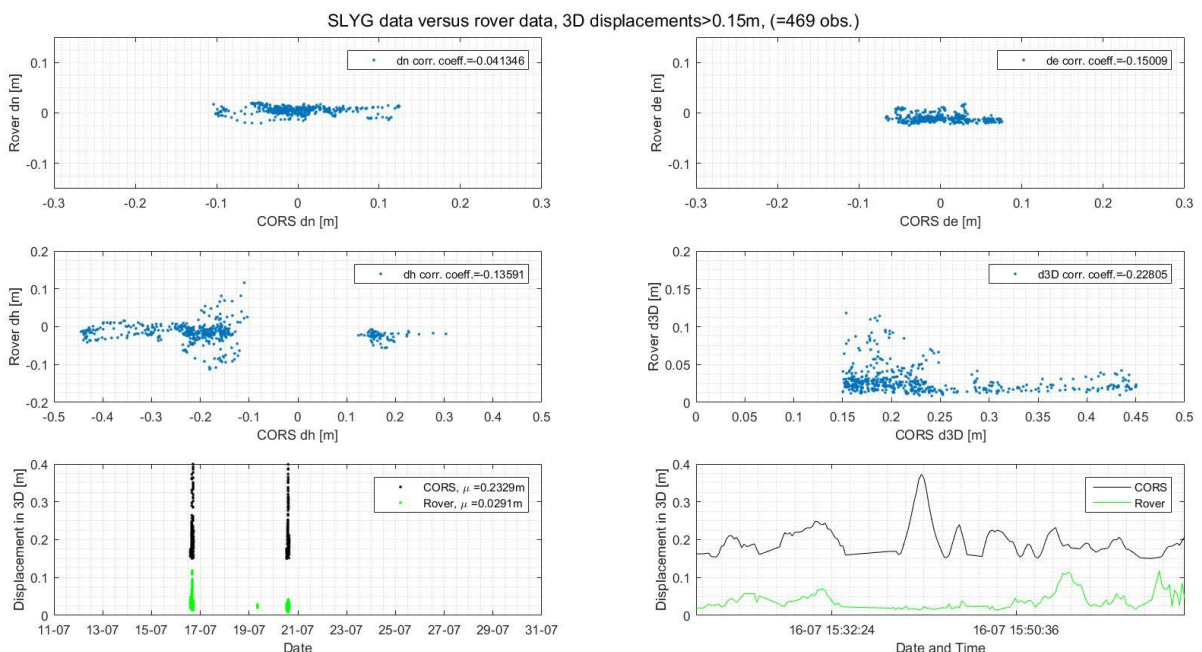 SLYG data versus rover data, 3D displacements>0.15m, (=469 obs.)
dn corr. coeff.=-0.041346
0.1
0
-0.1
Rover dn [m]
-0.3 -0.2 -0.1 0 0.1 0.2 0.3
CORS dn [m]
de corr. coeff.=-0.15009
0.1
0
-0.1
Rover de [m]
-0.3 -0.2 -0.1 0 0.1 0.2 0.3
CORS de [m]
dh corr. coeff.=-0.13591
0.2
0.1
0
-0.1
-0.2
Rover dh [m]
-0.5 -0.4 -0.3 -0.2 -0.1 0 0.1 0.2 0.3 0.4 0.5
CORS dh [m]
d3D corr. coeff.=-0.22805
0.2
0.15
0.1
0.05
0
Rover d3D [m]
0 0.05 0.1 0.15 0.2 0.25 0.3 0.35 0.4 0.45 0.5
CORS d3D [m]
CORS, μ =0.2329m
Rover, μ =0.0291m
0.4
0.3
0.2
0.1
0
Displacement in 3D [m]
11-07 13-07 15-07 17-07 19-07 21-07 23-07 25-07 27-07 29-07 31-07
Date
CORS
Rover
0.4
0.3
0.2
0.1
0
Displacement in 3D [m]
16-07 15:32:24 16-07 15:50:36
Date and Time